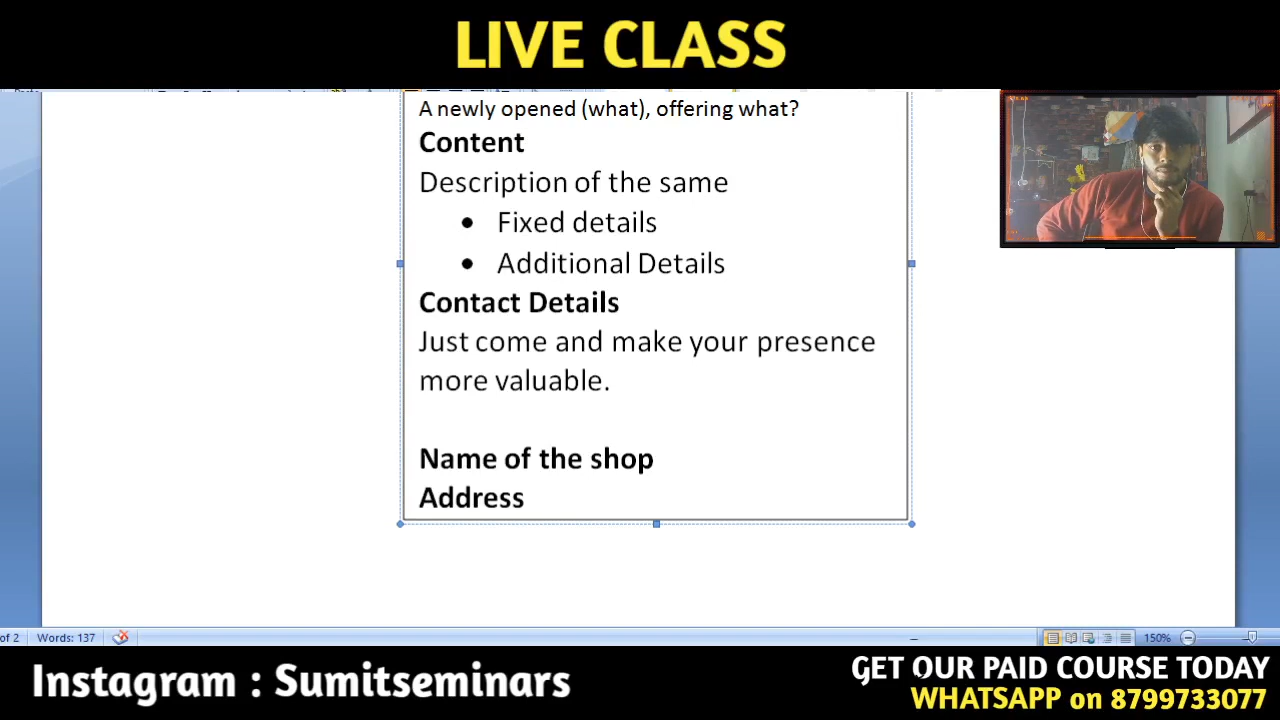 LIVE CLASS
A newly opened (what), offering what?
Content
Description of the same
• Fixed details
• Additional Details
Contact Details
Just come and make your presence
more valuable.
Name of the shop
Address
of 2 Words: 137 150%
Instagram : Sumitseminars
GET OUR PAID COURSE TODAY
WHATSAPP on 8799733077